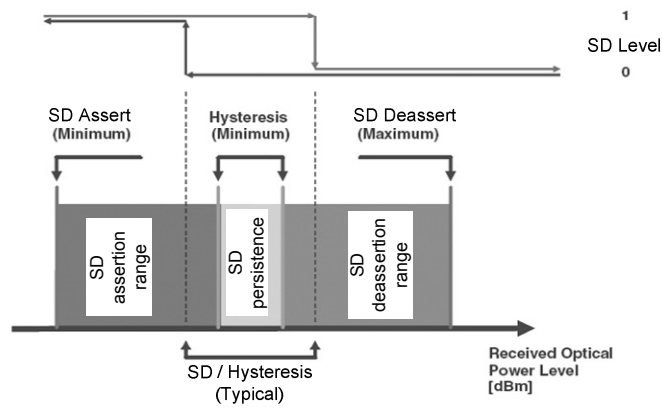 1
SD Level
0
SD Assert
(Minimum)
Hysteresis
(Minimum)
SD Deassert
(Maximum)
SD
assertion
range
SD
persistence
SD
deassertion
range
Received Optical
Power Level
[dBm]
SD / Hysteresis
(Typical)